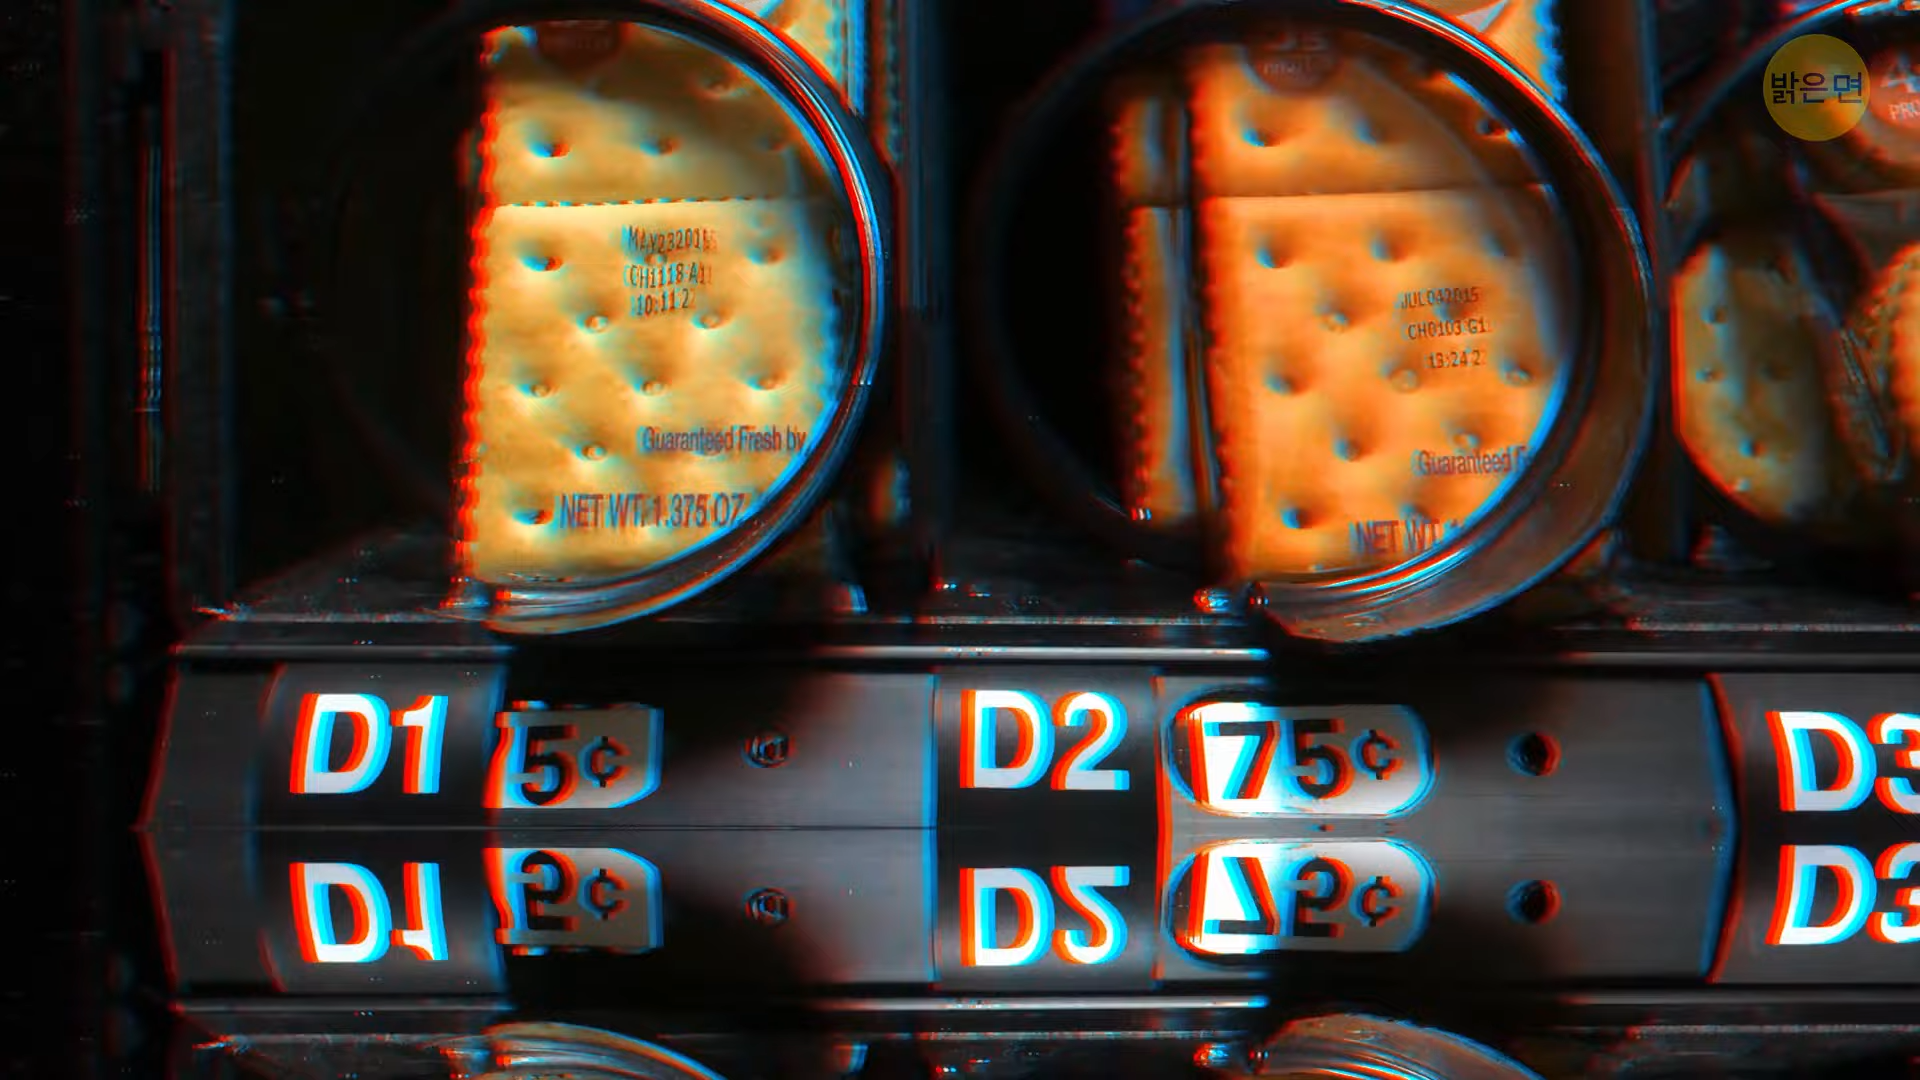 밝은면
MAY232015
CH1118 A1
10:11 2
JUL042015
CH0103 G1
13:24 2
Guaranteed Fresh by
Guaranteed
NET WT. 1.375 OZ
NET WT.
D1 5¢ D2 75¢ D3